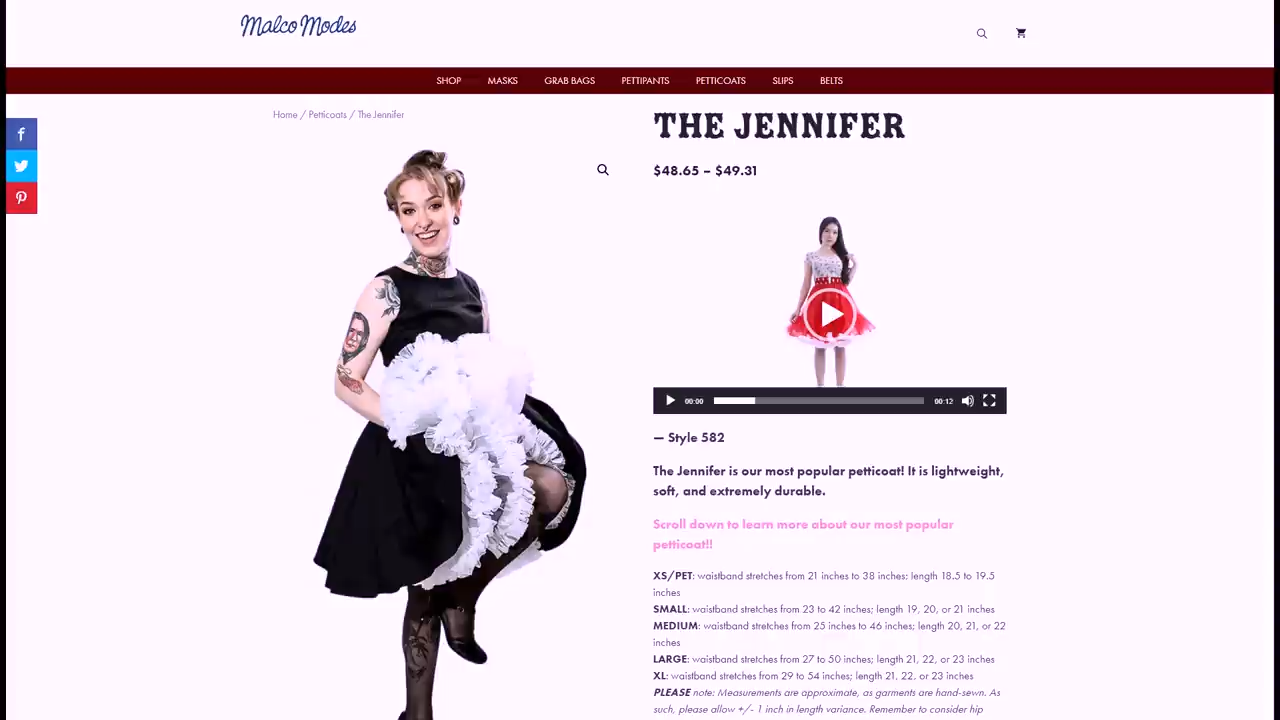 Malco Modes
SHOP MASKS GRAB BAGS PETTIPANTS PETTICOATS SLIPS BELTS
Home / Petticoats / The Jennifer
THE JENNIFER
$48.65 – $49.31
00:00 00:12
— Style 582
The Jennifer is our most popular petticoat! It is lightweight,
soft, and extremely durable.
Scroll down to learn more about our most popular
petticoat!!
XS/PET: waistband stretches from 21 inches to 38 inches; length 18.5 to 19.5
inches
SMALL: waistband stretches from 23 to 42 inches; length 19, 20, or 21 inches
MEDIUM: waistband stretches from 25 inches to 46 inches; length 20, 21, or 22
inches
LARGE: waistband stretches from 27 to 50 inches; length 21, 22, or 23 inches
XL: waistband stretches from 29 to 54 inches; length 21, 22, or 23 inches
PLEASE note: Measurements are approximate, as garments are hand-sewn. As
such, please allow +/- 1 inch in length variance. Remember to consider hip